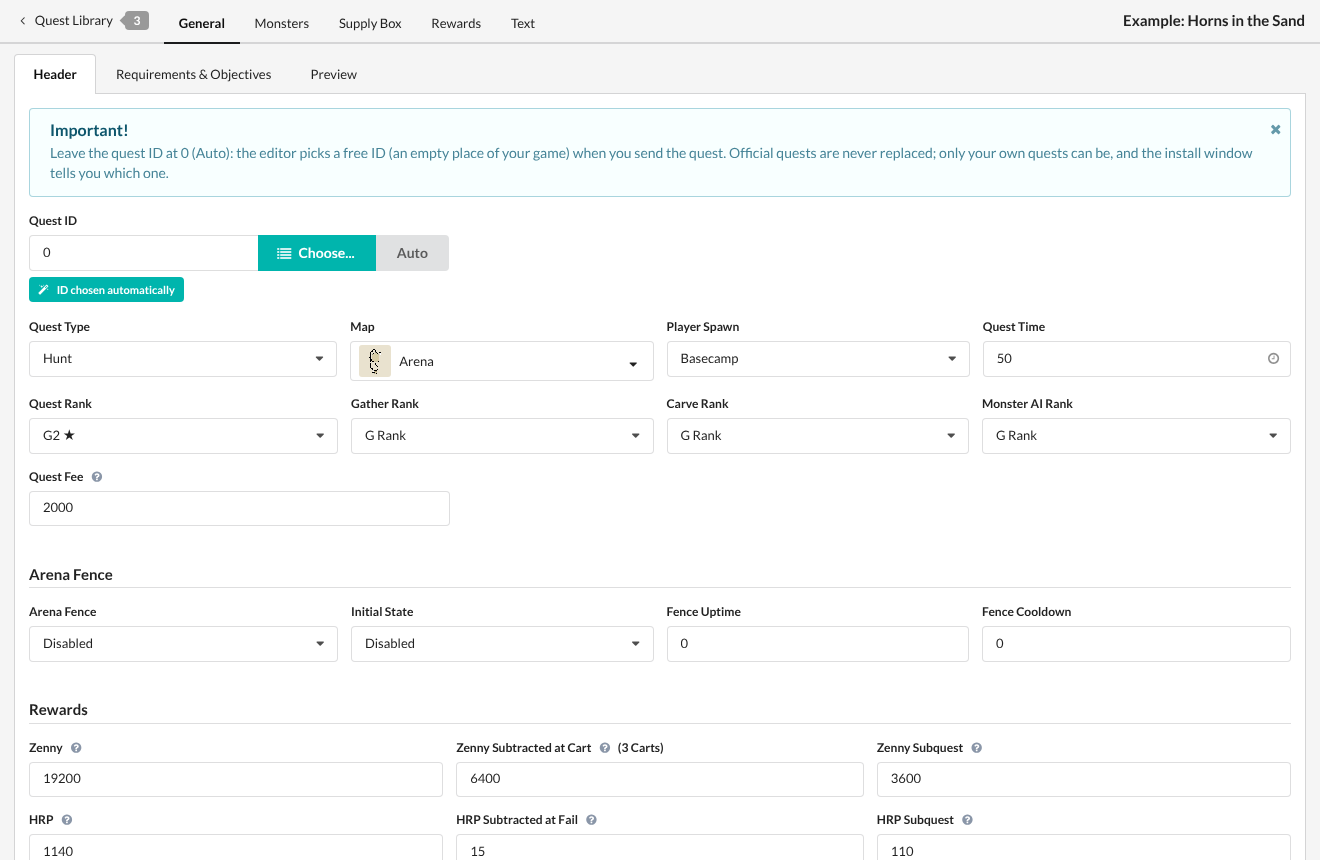 Quest Library 3 General Monsters Supply Box Rewards Text Example: Horns in the Sand
Header Requirements & Objectives Preview
Important!
Leave the quest ID at 0 (Auto): the editor picks a free ID (an empty place of your game) when you send the quest. Official quests are never replaced; only your own quests can be, and the install window
tells you which one.
Quest ID
0 Choose... Auto
ID chosen automatically
Quest Type Map Player Spawn Quest Time
Hunt Arena Basecamp 50
Quest Rank Gather Rank Carve Rank Monster AI Rank
G2 ★ G Rank G Rank G Rank
Quest Fee
2000
Arena Fence
Arena Fence Initial State Fence Uptime Fence Cooldown
Disabled Disabled 0 0
Rewards
Zenny Zenny Subtracted at Cart (3 Carts) Zenny Subquest
19200 6400 3600
HRP HRP Subtracted at Fail HRP Subquest
1140 15 110